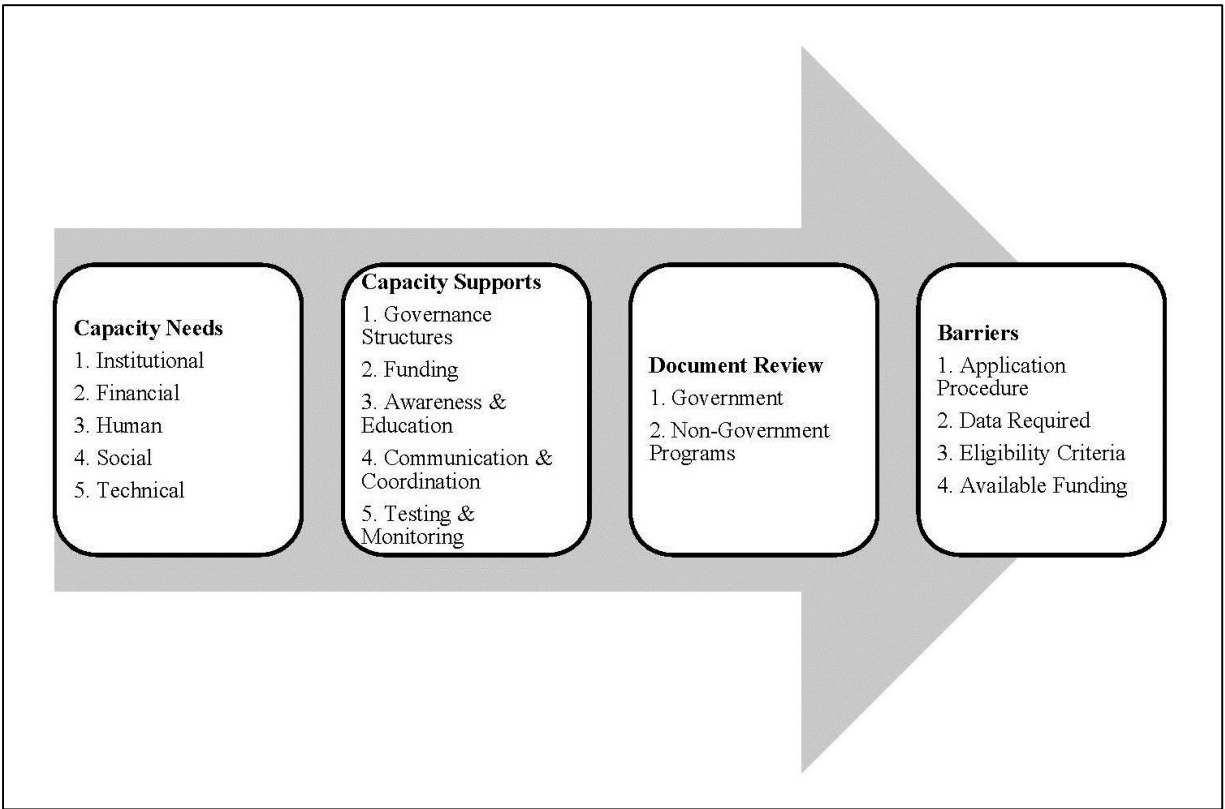 Capacity Needs
1. Institutional
2. Financial
3. Human
4. Social
5. Technical
Capacity Supports
1. Governance
Structures
2. Funding
3. Awareness &
Education
4. Communication &
Coordination
5. Testing &
Monitoring
Document Review
1. Government
2. Non-Government
Programs
Barriers
1. Application
Procedure
2. Data Required
3. Eligibility Criteria
4. Available Funding